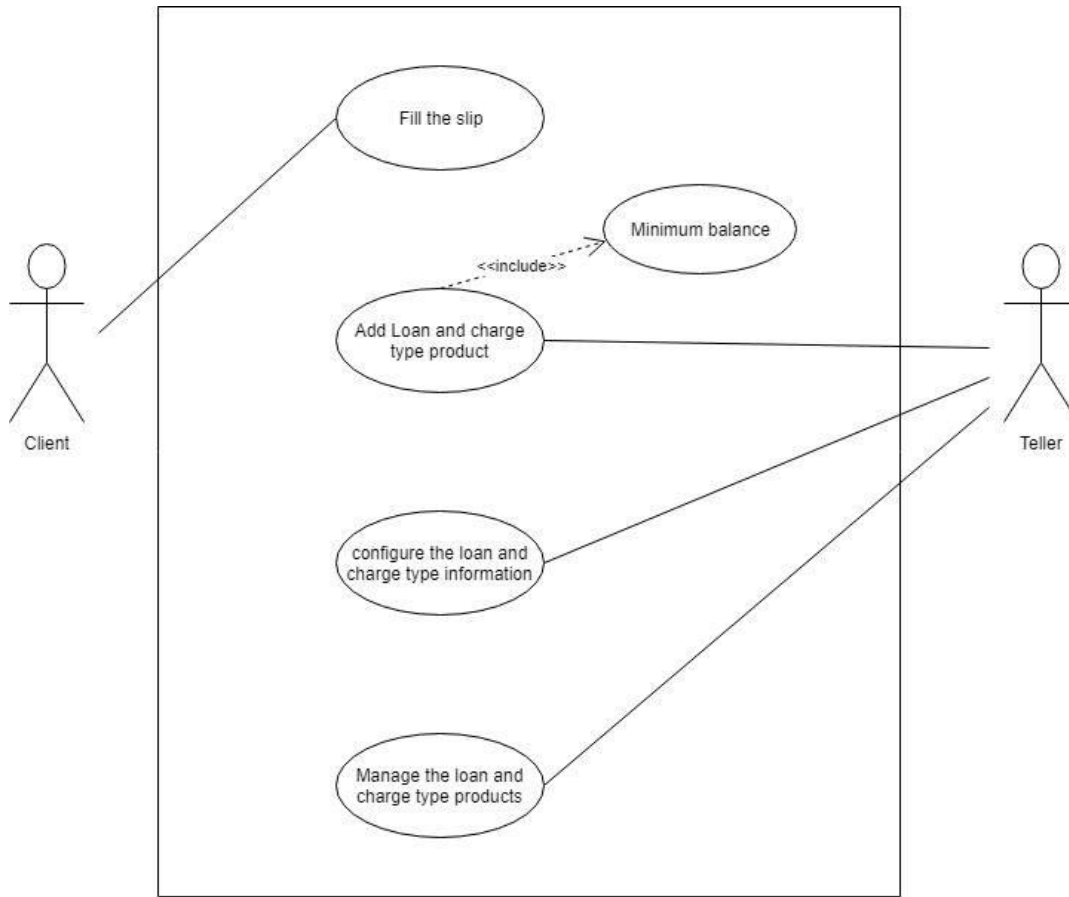 Fill the slip
Minimum balance
<<include>>
Add Loan and charge
type product
Client
Teller
configure the loan and
charge type information
Manage the loan and
charge type products